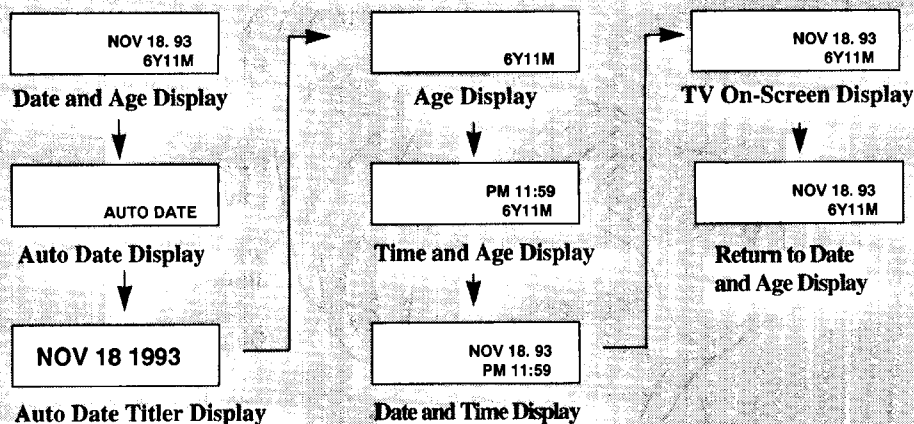 NOV 18. 93
6Y11M
Date and Age Display
AUTO DATE
Auto Date Display
NOV 18 1993
Auto Date Titler Display
6Y11M
Age Display
PM 11:59
6Y11M
Time and Age Display
NOV 18. 93
PM 11:59
Date and Time Display
NOV 18. 93
6Y11M
TV On-Screen Display
NOV 18. 93
6Y11M
Return to Date
and Age Display